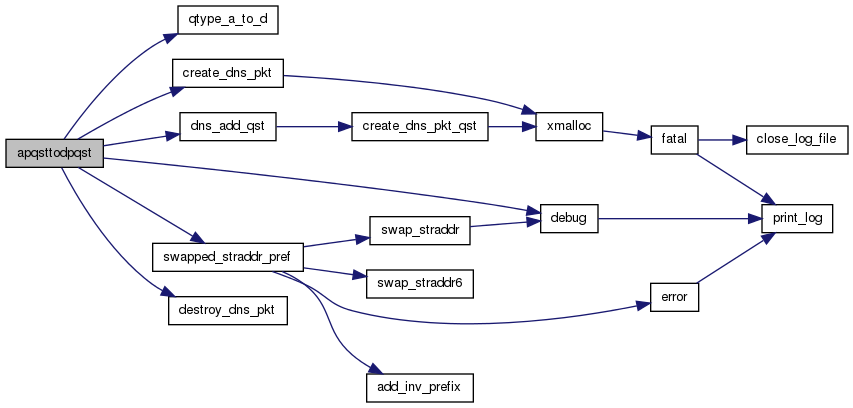 qtype_a_to_d
create_dns_pkt
dns_add_qst
create_dns_pkt_qst
xmalloc
fatal
close_log_file
apqsttodpqst
debug
print_log
swap_straddr
swapped_straddr_pref
swap_straddr6
error
destroy_dns_pkt
add_inv_prefix